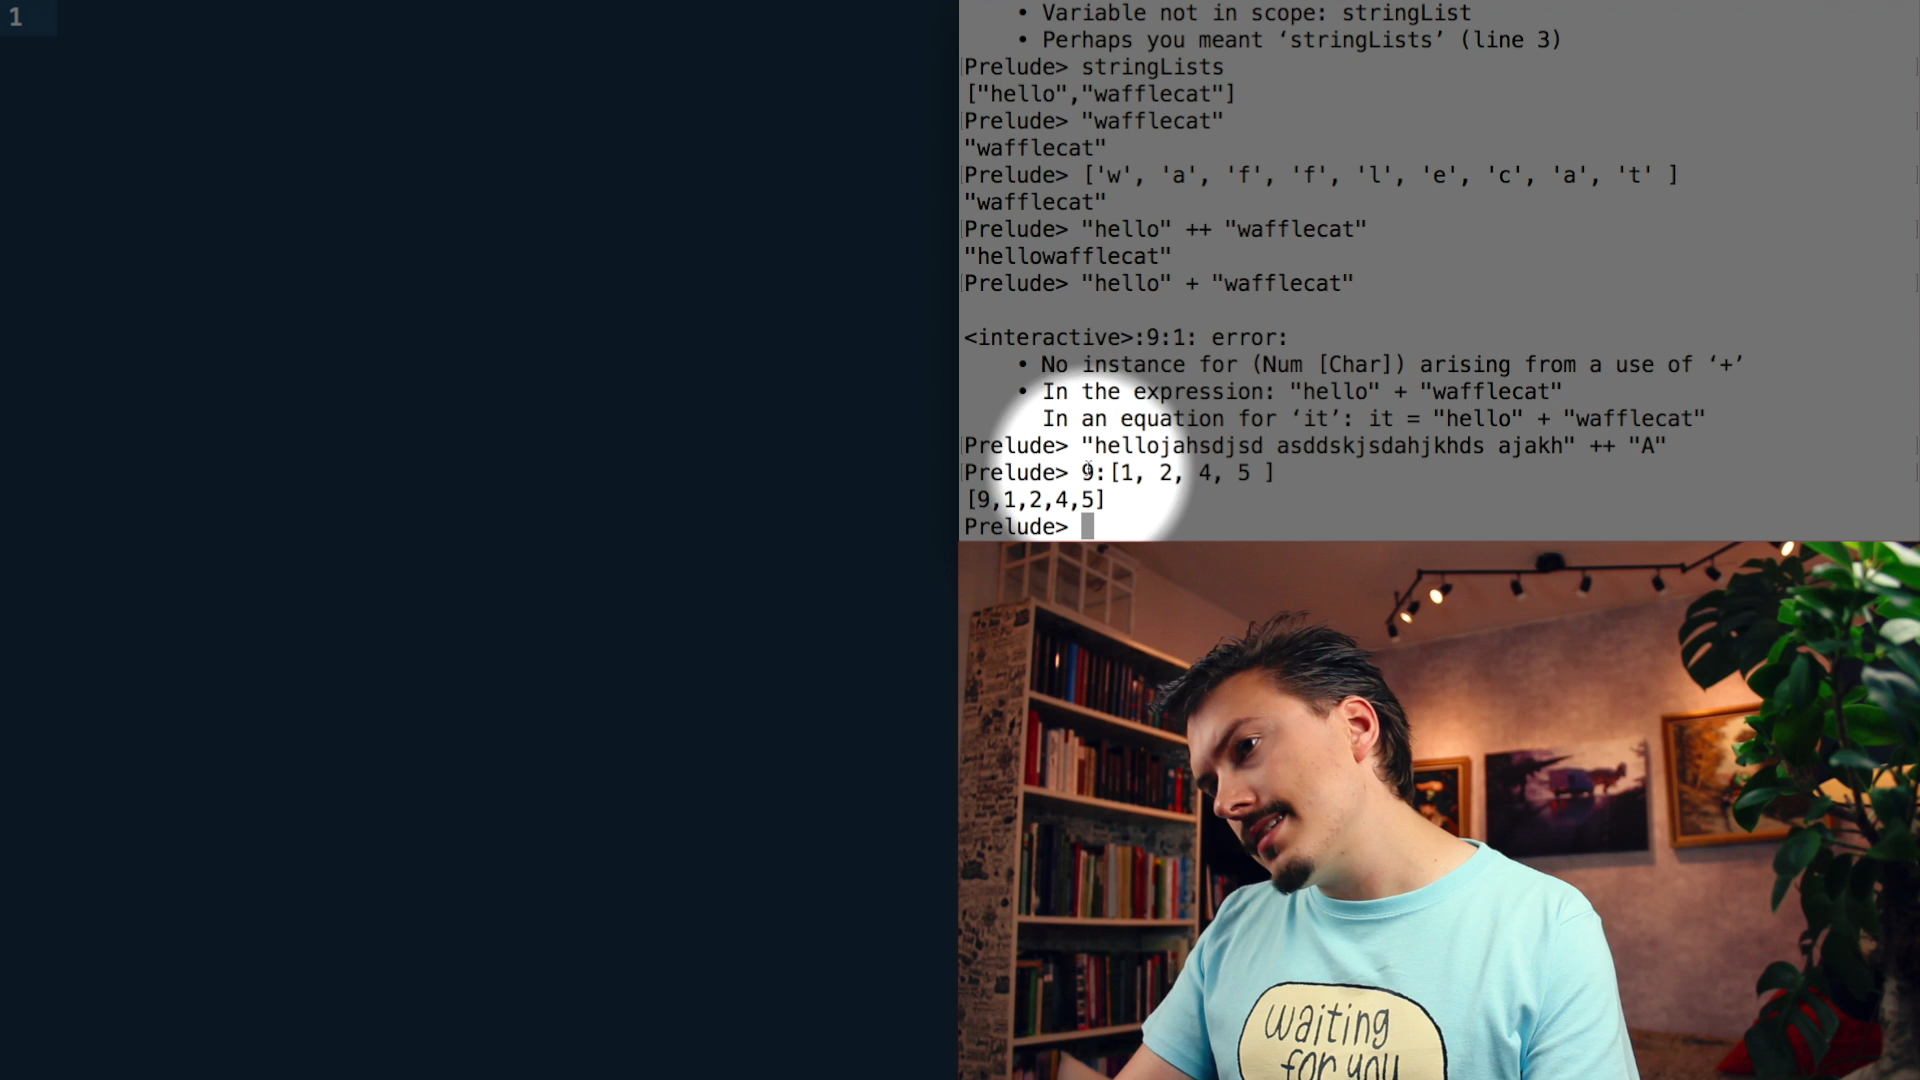 1
• Variable not in scope: stringList
• Perhaps you meant ‘stringLists’ (line 3)
Prelude> stringLists
["hello","wafflecat"]
Prelude> "wafflecat"
"wafflecat"
Prelude> ['w', 'a', 'f', 'f', 'l', 'e', 'c', 'a', 't' ]
"wafflecat"
Prelude> "hello" ++ "wafflecat"
"hellowafflecat"
Prelude> "hello" + "wafflecat"
<interactive>:9:1: error:
• No instance for (Num [Char]) arising from a use of ‘+’
• In the expression: "hello" + "wafflecat"
In an equation for ‘it’: it = "hello" + "wafflecat"
Prelude> "hellojahsdjsd asddskjsdahjkhds ajakh" ++ "A"
Prelude> 9:[1, 2, 4, 5 ]
[9,1,2,4,5]
Prelude>
waiting
for you